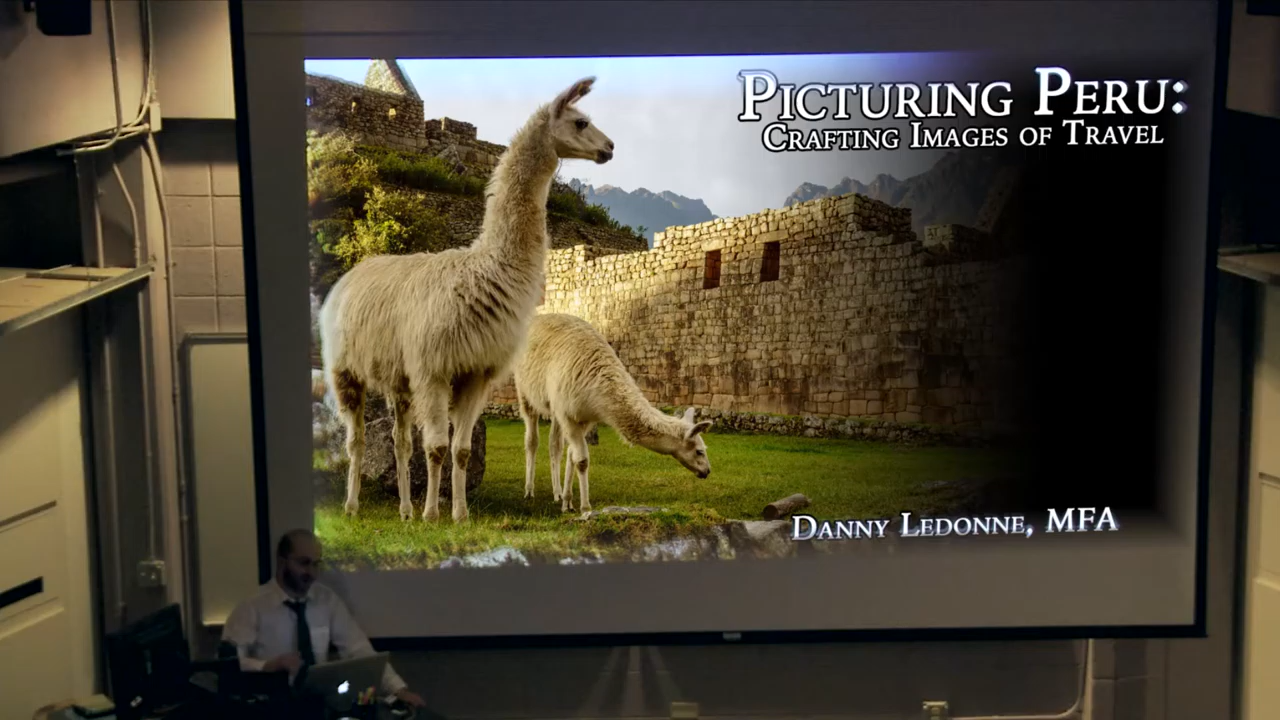 Picturing Peru:
Crafting Images of Travel
Danny Ledonne, MFA